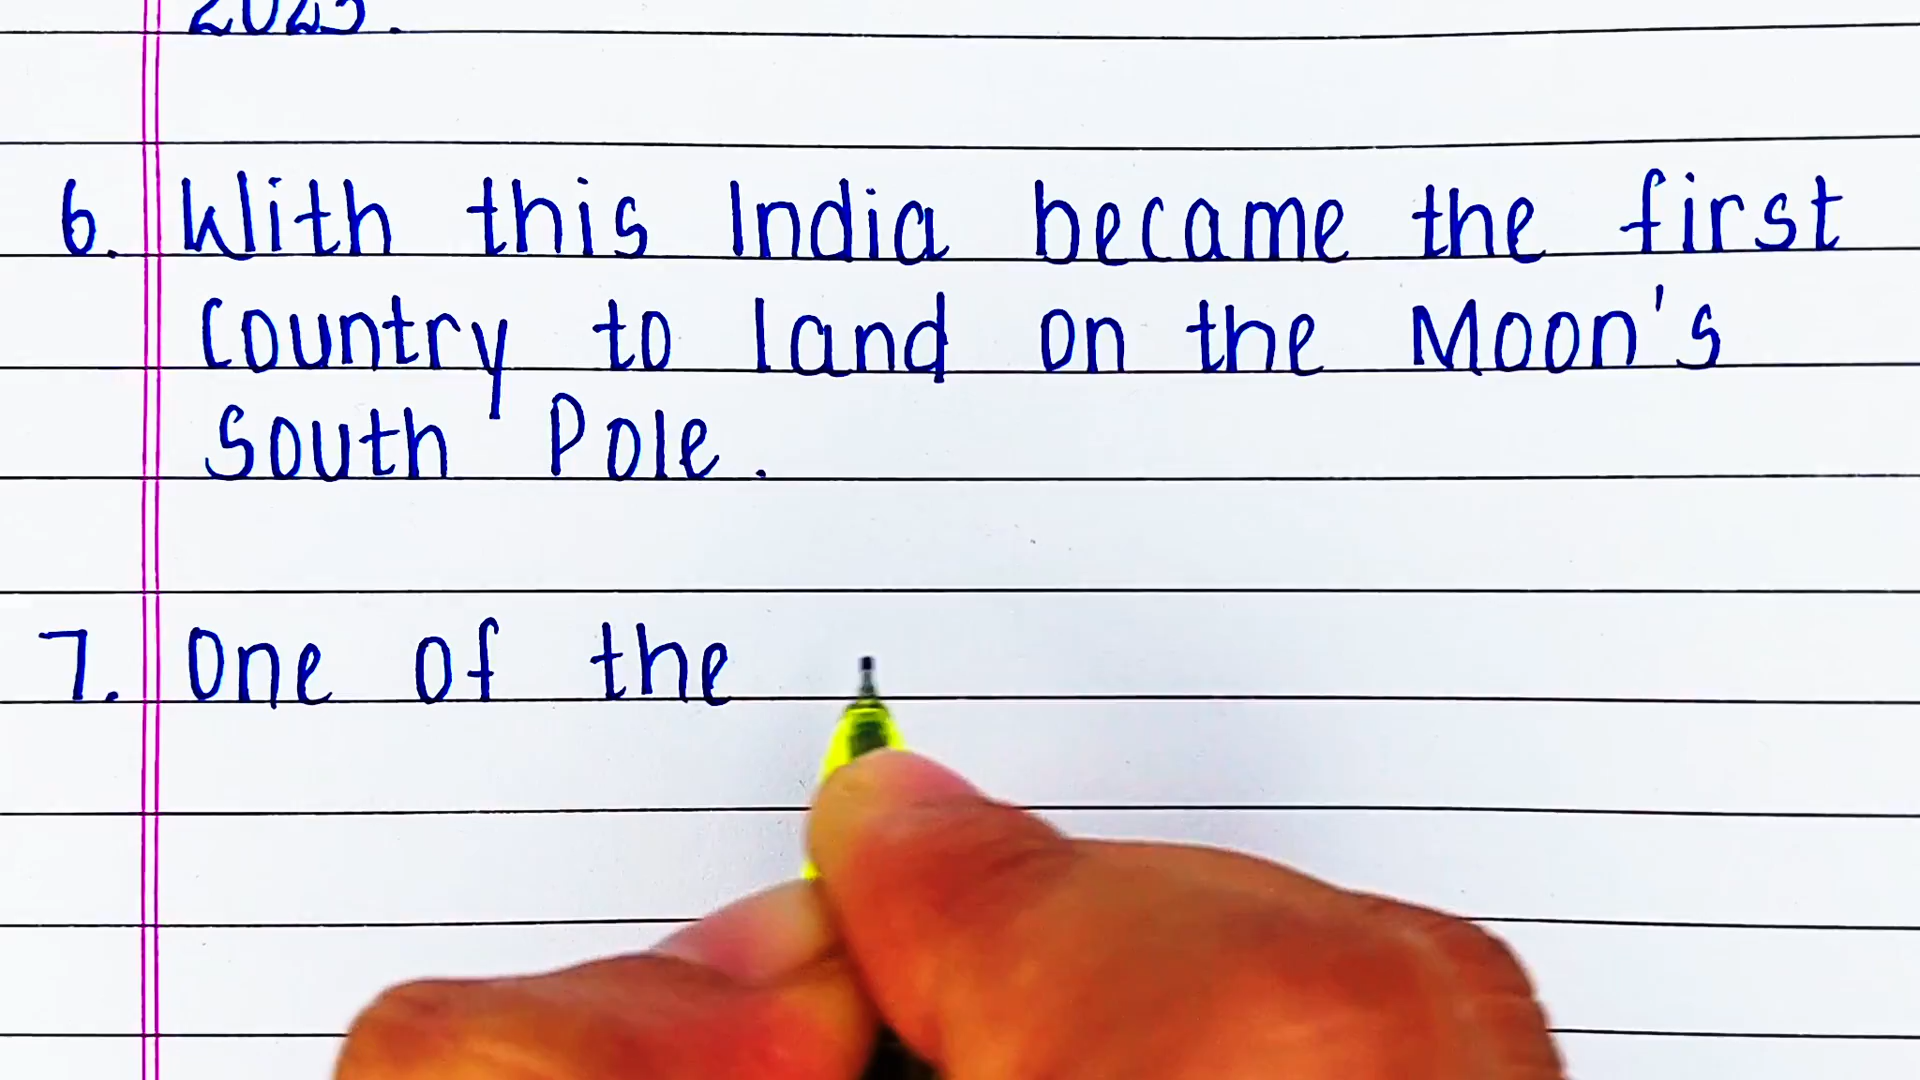 2023.
6. With this India became the first
country to land on the Moon's
South Pole.
7. One of the